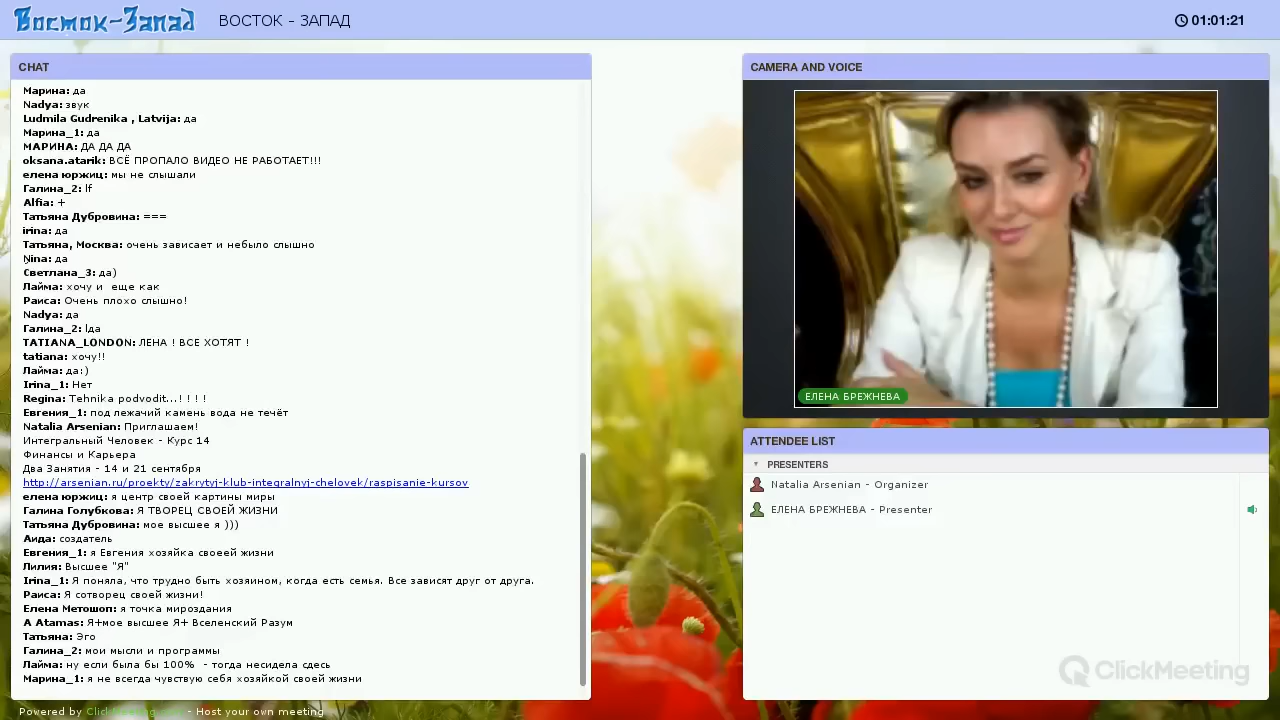 Восток-Запад
ВОСТОК - ЗАПАД
01:01:21
CHAT
Марина: да
Nadya: звук
Ludmila Gudrenika , Latvija: да
Марина_1: да
МАРИНА: ДА ДА ДА
oksana.atarik: ВСЁ ПРОПАЛО ВИДЕО НЕ РАБОТАЕТ!!!
елена юржиц: мы не слышали
Галина_2: lf
Alfia: +
Татьяна Дубровина: ===
irina: да
Татьяна, Москва: очень зависает и небыло слышно
Ņina: да
Светлана_3: да)
Лайма: хочу и  еще как
Раиса: Очень плохо слышно!
Nadya: да
Галина_2: lда
TATIANA_LONDON: ЛЕНА ! ВСЕ ХОТЯТ !
tatiana: хочу!!
Лайма: да:)
Irina_1: Нет
Regina: Tehnika podvodit...! ! ! !
Евгения_1: под лежачий камень вода не течёт
Natalia Arsenian: Приглашаем!
Интегральный Человек - Курс 14
Финансы и Карьера
Два Занятия - 14 и 21 сентября
http://arsenian.ru/proekty/zakrytyj-klub-integralnyj-chelovek/raspisanie-kursov
елена юржиц: я центр своей картины миры
Галина Голубкова: Я ТВОРЕЦ СВОЕЙ ЖИЗНИ
Татьяна Дубровина: мое высшее я )))
Аида: создатель
Евгения_1: я Евгения хозяйка своеей жизни
Лилия: Высшее "Я"
Irina_1: Я поняла, что трудно быть хозяином, когда есть семья. Все зависят друг от друга.
Раиса: Я сотворец своей жизни!
Елена Метошоп: я точка мироздания
A Atamas: Я+мое высшее Я+ Вселенский Разум
Татьяна: Эго
Галина_2: мои мысли и программы
Лайма: ну если была бы 100%  - тогда несидела сдесь
Марина_1: я не всегда чувствую себя хозяйкой своей жизни
CAMERA AND VOICE
ЕЛЕНА БРЕЖНЕВА
ATTENDEE LIST
PRESENTERS
Natalia Arsenian - Organizer
ЕЛЕНА БРЕЖНЕВА - Presenter
ClickMeeting
Powered by - Host your own meeting